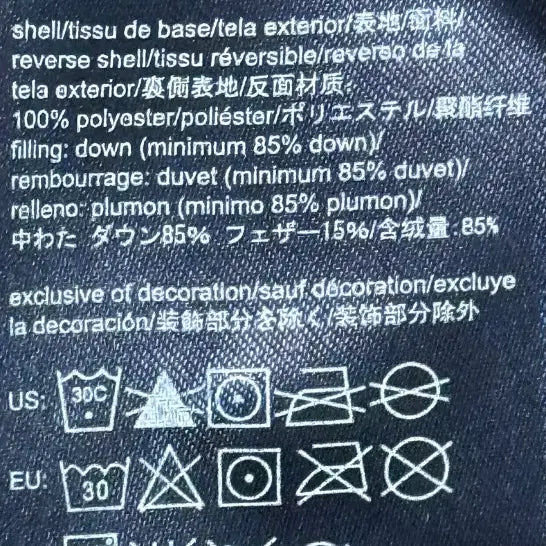 shell/tissu de base/tela exterior/表地/面料/
reverse shell/tissu réversible/reverso de la
tela exterior/裏側表地/反面材质:
100% polyester/poliéster/ポリエステル/聚酯纤维
filling: down (minimum 85% down)/
rembourrage: duvet (minimum 85% duvet)/
relleno: plumon (minimo 85% plumon)/
中わた ダウン85% フェザー15%/含绒量:85%
exclusive of decoration/sauf décoration/excluye
la decoración/装飾部分を除く/装饰部分除外
US: 30C
EU: 30